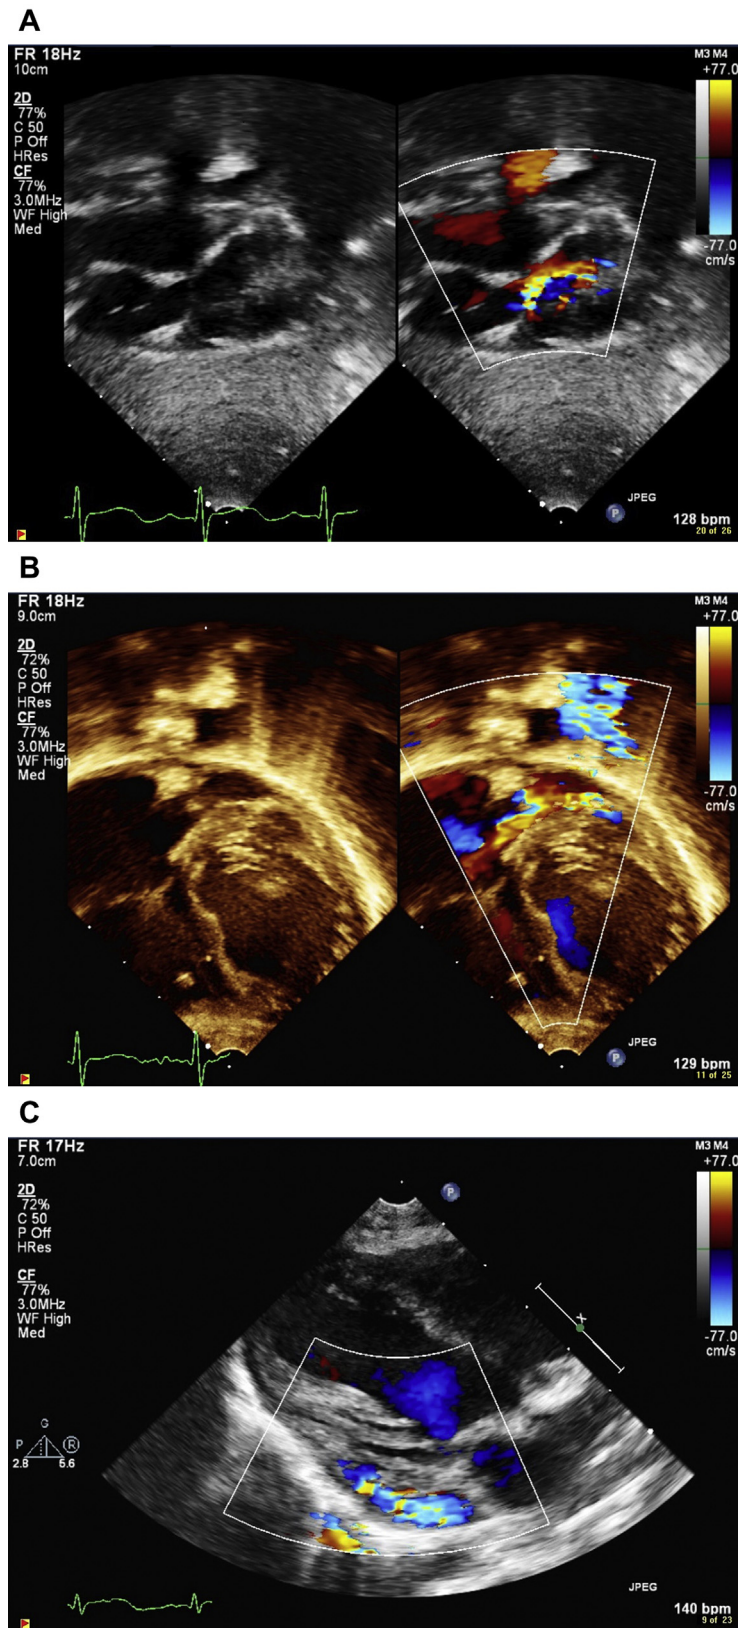 A
FR 18Hz
10cm
M3 M4
+77.0
2D
77%
C 50
P Off
HRes
CF
77%
3.0MHz
WF High
Med
-77.0
cm/s
JPEG
P
128 bpm
20 of 26
B
FR 18Hz
9.0cm
M3 M4
+77.0
2D
72%
C 50
P Off
HRes
CF
77%
3.0MHz
WF High
Med
-77.0
cm/s
JPEG
P
129 bpm
11 of 25
C
FR 17Hz
7.0cm
M3 M4
+77.0
P
2D
72%
C 50
P Off
HRes
CF
77%
3.0MHz
WF High
Med
X
-77.0
cm/s
G
P R
2.8 5.6
JPEG
140 bpm
9 of 23